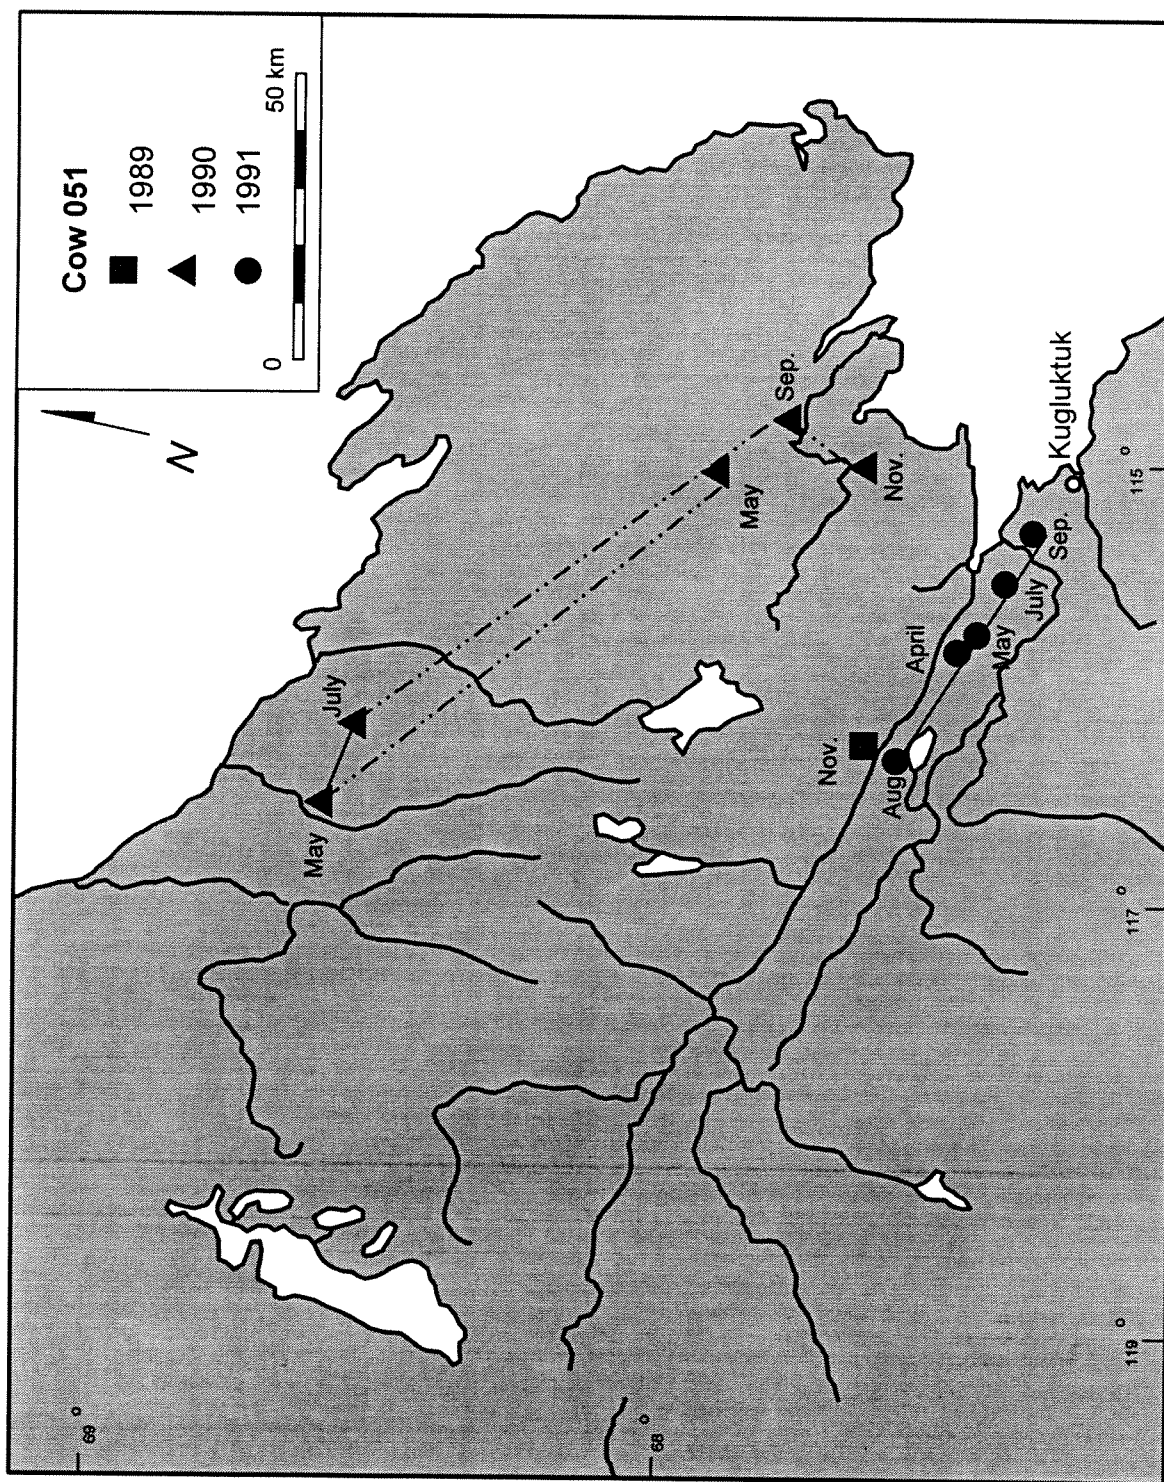 Cow 051
1989
1990
1991
0
50 km
N
May
July
May
Sep.
Nov.
Nov.
Aug
April
May
July
Sep.
Kugluktuk
69°
68°
119°
117°
115°